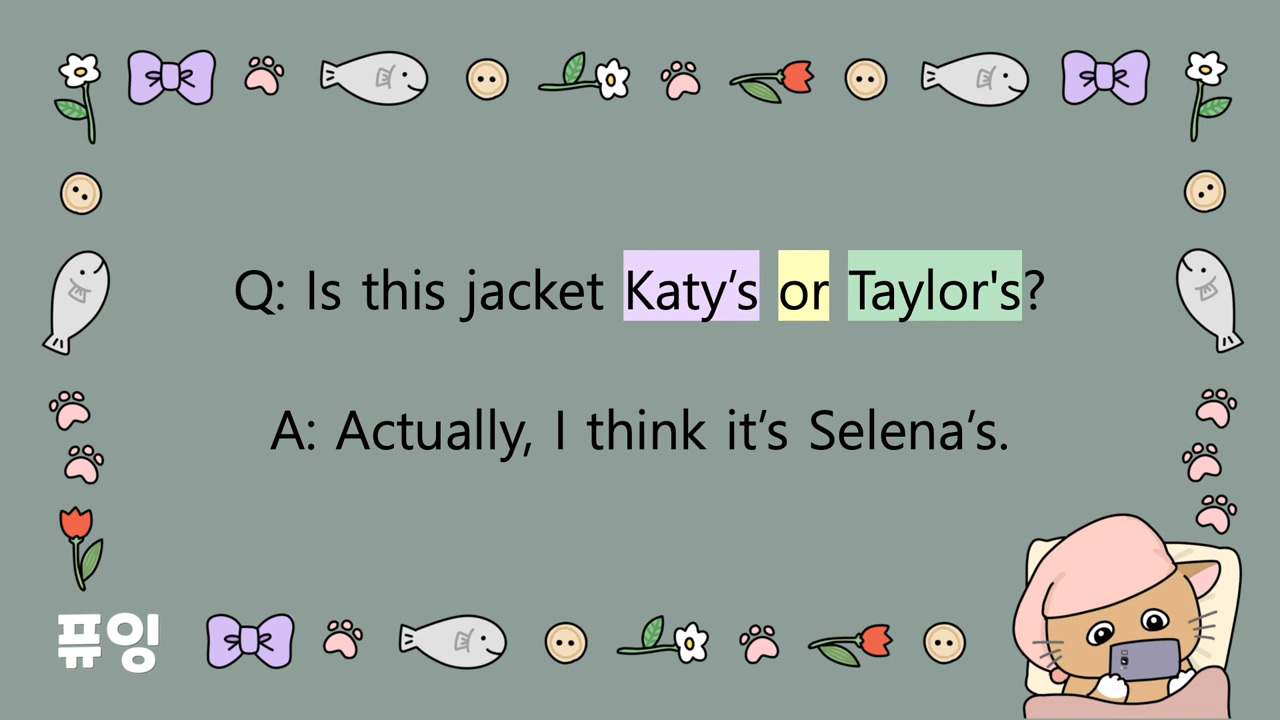 Q: Is this jacket Katy’s or Taylor's?
A: Actually, I think it’s Selena’s.
퓨잉